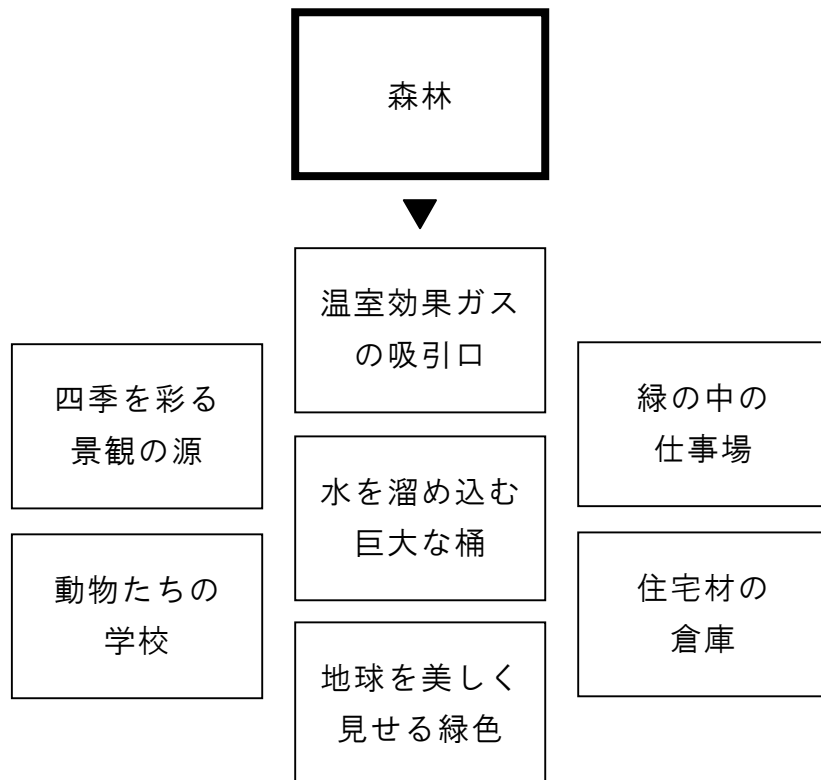 森林
温室効果ガス
の吸引口
四季を彩る
景観の源
緑の中の
仕事場
水を溜め込む
巨大な桶
動物たちの
学校
住宅材の
倉庫
地球を美しく
見せる緑色